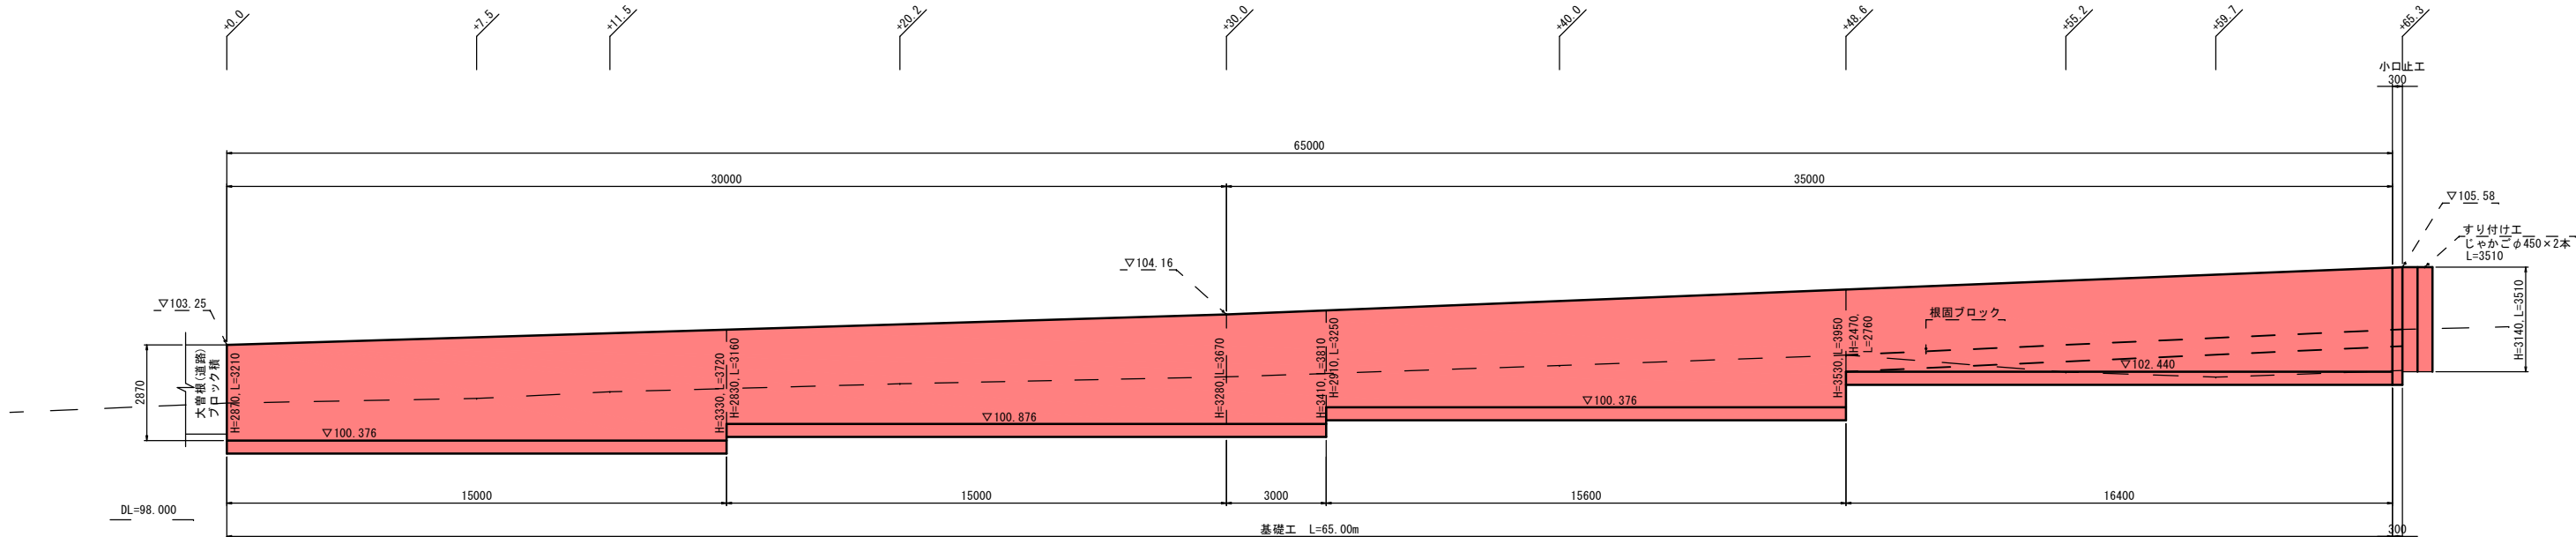 +0.0
+7.5
+11.5
+20.2
+30.0
+40.0
+48.6
+55.2
+59.7
+65.3
小口止工
300
65000
30000
35000
▽105.58
すり付け工
じゃかごφ450×2本
L=3510
▽104.16
▽103.25
根固ブロック
2870
大曽根(道路)
ブロック積
H=2870,L=3210
H=3330,L=3720
H=2830,L=3160
H=3280,L=3670
H=3410,L=3810
H=2910,L=3250
H=3530,L=3950
H=2470,
L=2760
H=3140,L=3510
▽102.440
▽100.376
▽100.876
▽100.376
15000
15000
3000
15600
16400
DL=98.000
基礎工 L=65.00m
300